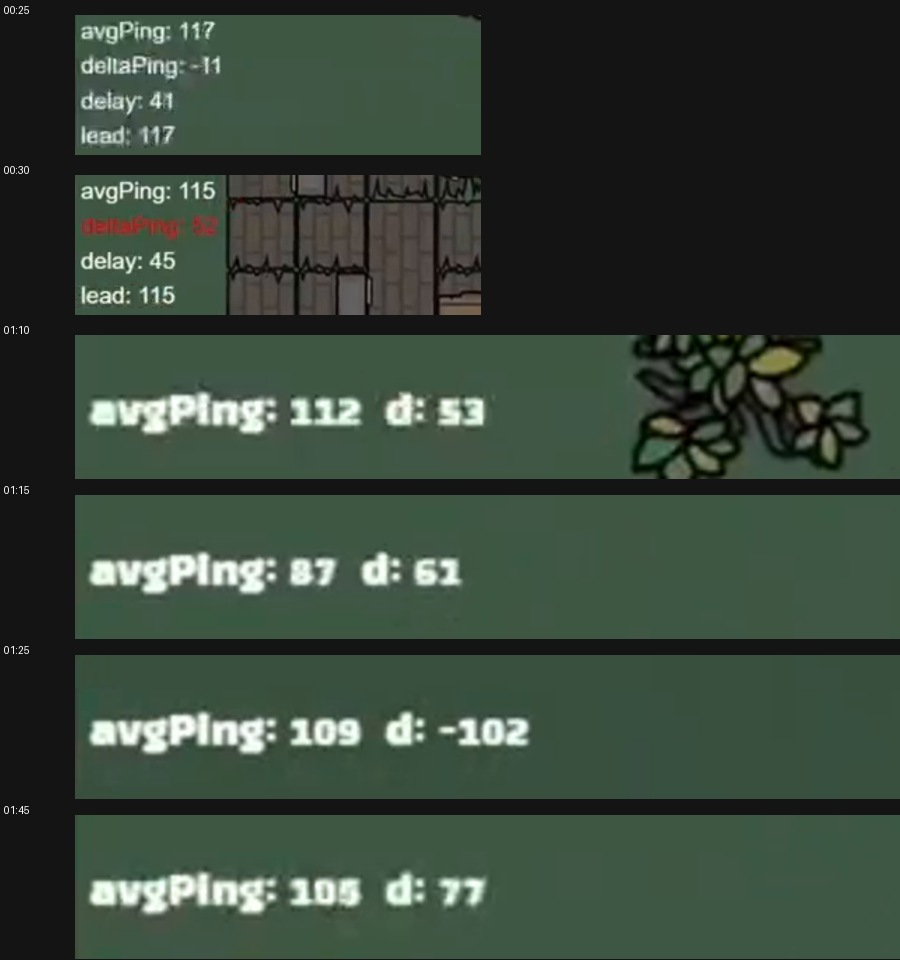 00:25
avgPing: 117
deltaPing: -11
delay: 41
lead: 117
00:30
avgPing: 115
deltaPing: 52
delay: 45
lead: 115
01:10
avgPing: 112 d: 53
01:15
avgPing: 87 d: 61
01:25
avgPing: 109 d: -102
01:45
avgPing: 105 d: 77